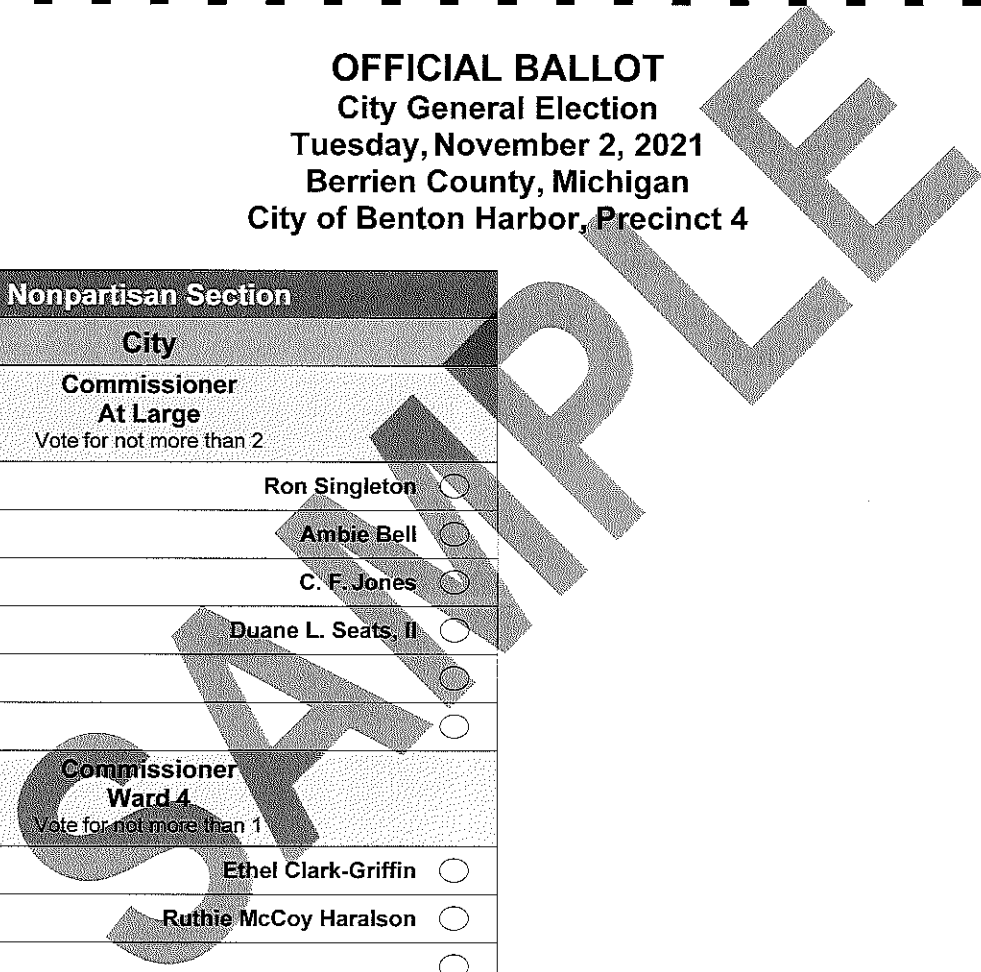 OFFICIAL BALLOT
City General Election
Tuesday, November 2, 2021
Berrien County, Michigan
City of Benton Harbor, Precinct 4
Nonpartisan Section
City
Commissioner
At Large
Vote for not more than 2
Ron Singleton
Ambie Bell
C. F. Jones
Duane L. Seats, II
Commissioner
Ward 4
Vote for not more than 1
Ethel Clark-Griffin
Ruthie McCoy Haralson
SAMPLE